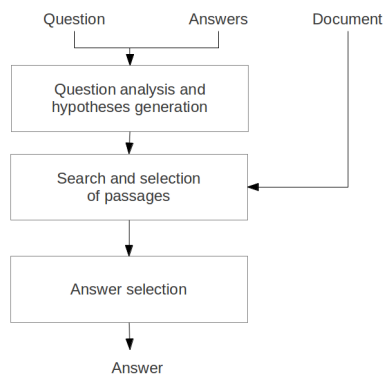 Question Answers Document
Question analysis and
hypotheses generation
Search and selection
of passages
Answer selection
Answer